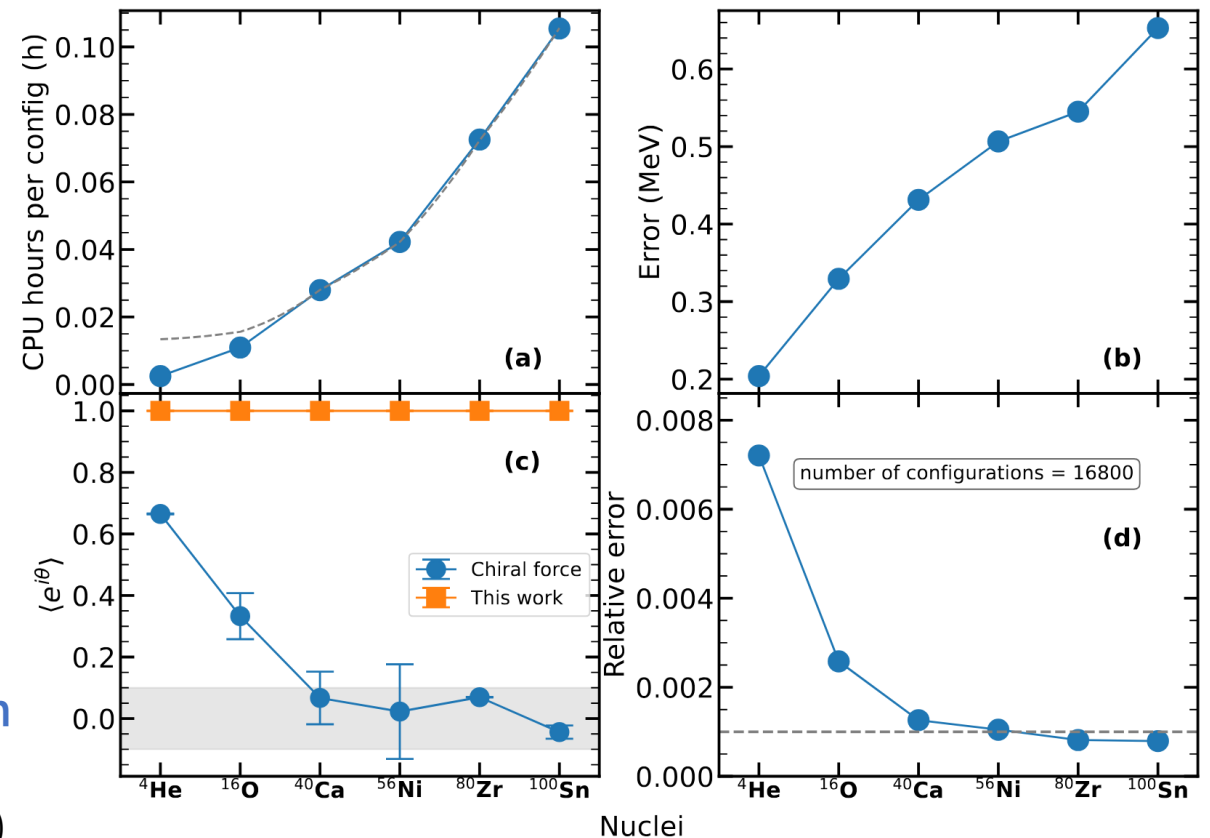 CPU hours per config (h)
0.10
0.08
0.06
0.04
0.02
0.00
(a)
Error (MeV)
0.6
0.5
0.4
0.3
0.2
(b)
⟨e^{iθ}⟩
1.0
0.8
0.6
0.4
0.2
0.0
(c)
Chiral force
This work
⁴He ¹⁶O ⁴⁰Ca ⁵⁶Ni ⁸⁰Zr ¹⁰⁰Sn
Relative error
0.008
0.006
0.004
0.002
0.000
number of configurations = 16800
(d)
⁴He ¹⁶O ⁴⁰Ca ⁵⁶Ni ⁸⁰Zr ¹⁰⁰Sn
Nuclei
)